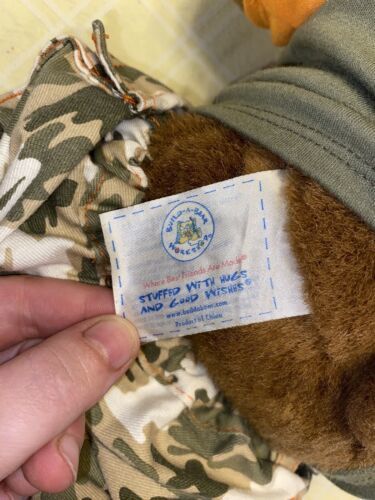 BUILD-A-BEAR
WORKSHOP®
Where Best Friends Are Made®
STUFFED WITH HUGS
AND GOOD WISHES®
www.buildabear.com
Product of China